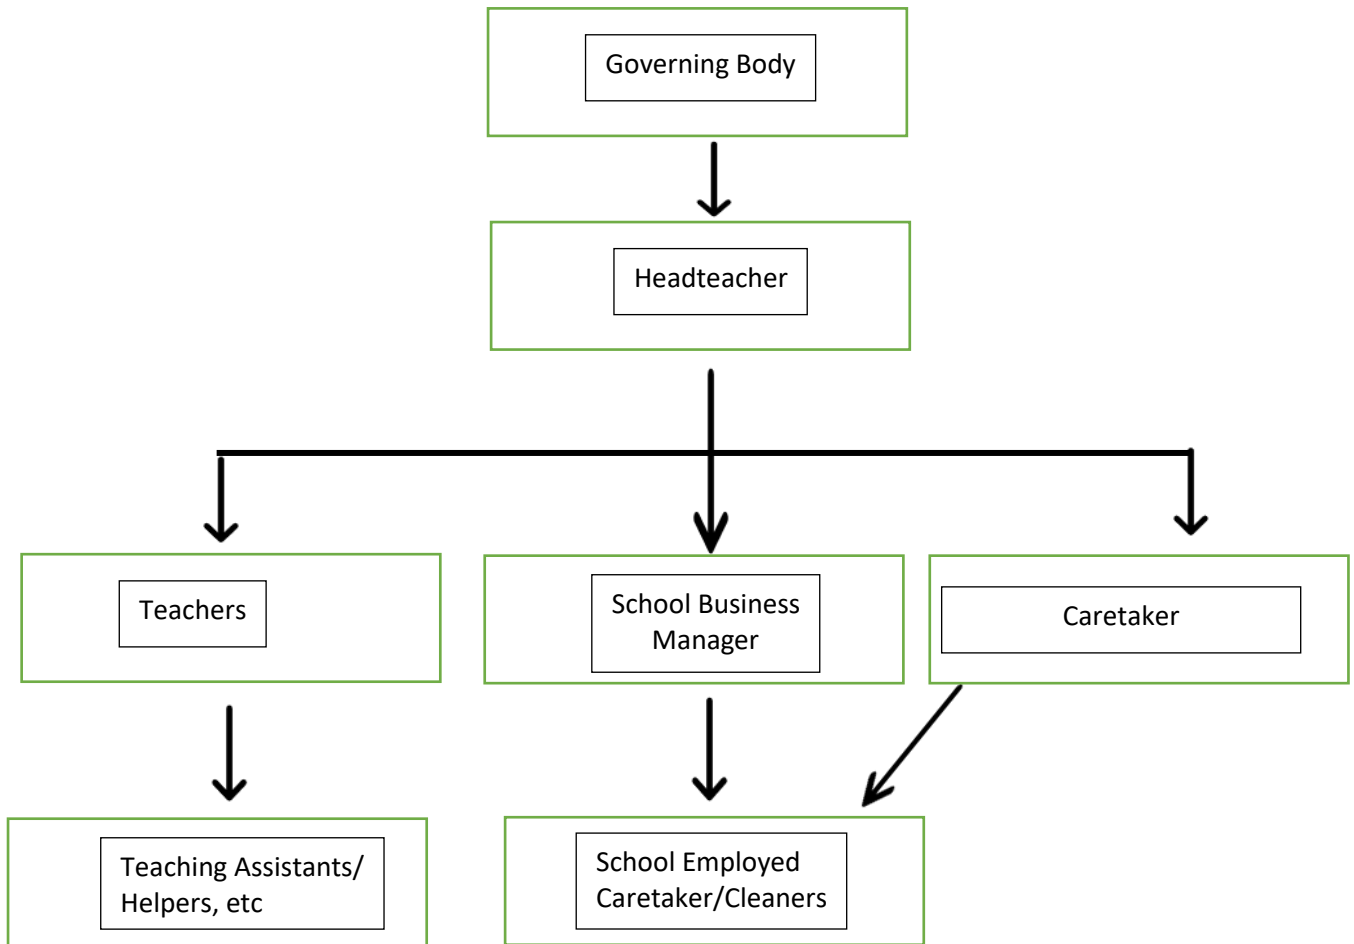 Governing Body
Headteacher
Teachers
School Business
Manager
Caretaker
Teaching Assistants/
Helpers, etc
School Employed
Caretaker/Cleaners